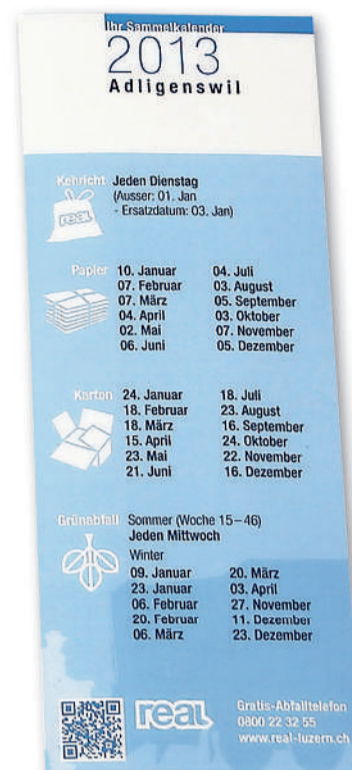 Ihr Sammelkalender
2013
Adligenswil
Kehricht Jeden Dienstag
(Ausser: 01. Jan
- Ersatzdatum: 03. Jan)
real
Papier 10. Januar 04. Juli
07. Februar 03. August
07. März 05. September
04. April 03. Oktober
02. Mai 07. November
06. Juni 05. Dezember
Karton 24. Januar 18. Juli
18. Februar 23. August
18. März 16. September
15. April 24. Oktober
23. Mai 22. November
21. Juni 16. Dezember
Grünabfall Sommer (Woche 15–46)
Jeden Mittwoch
Winter
09. Januar 20. März
23. Januar 03. April
06. Februar 27. November
20. Februar 11. Dezember
06. März 23. Dezember
real
Gratis-Abfalltelefon
0800 22 32 55
www.real-luzern.ch